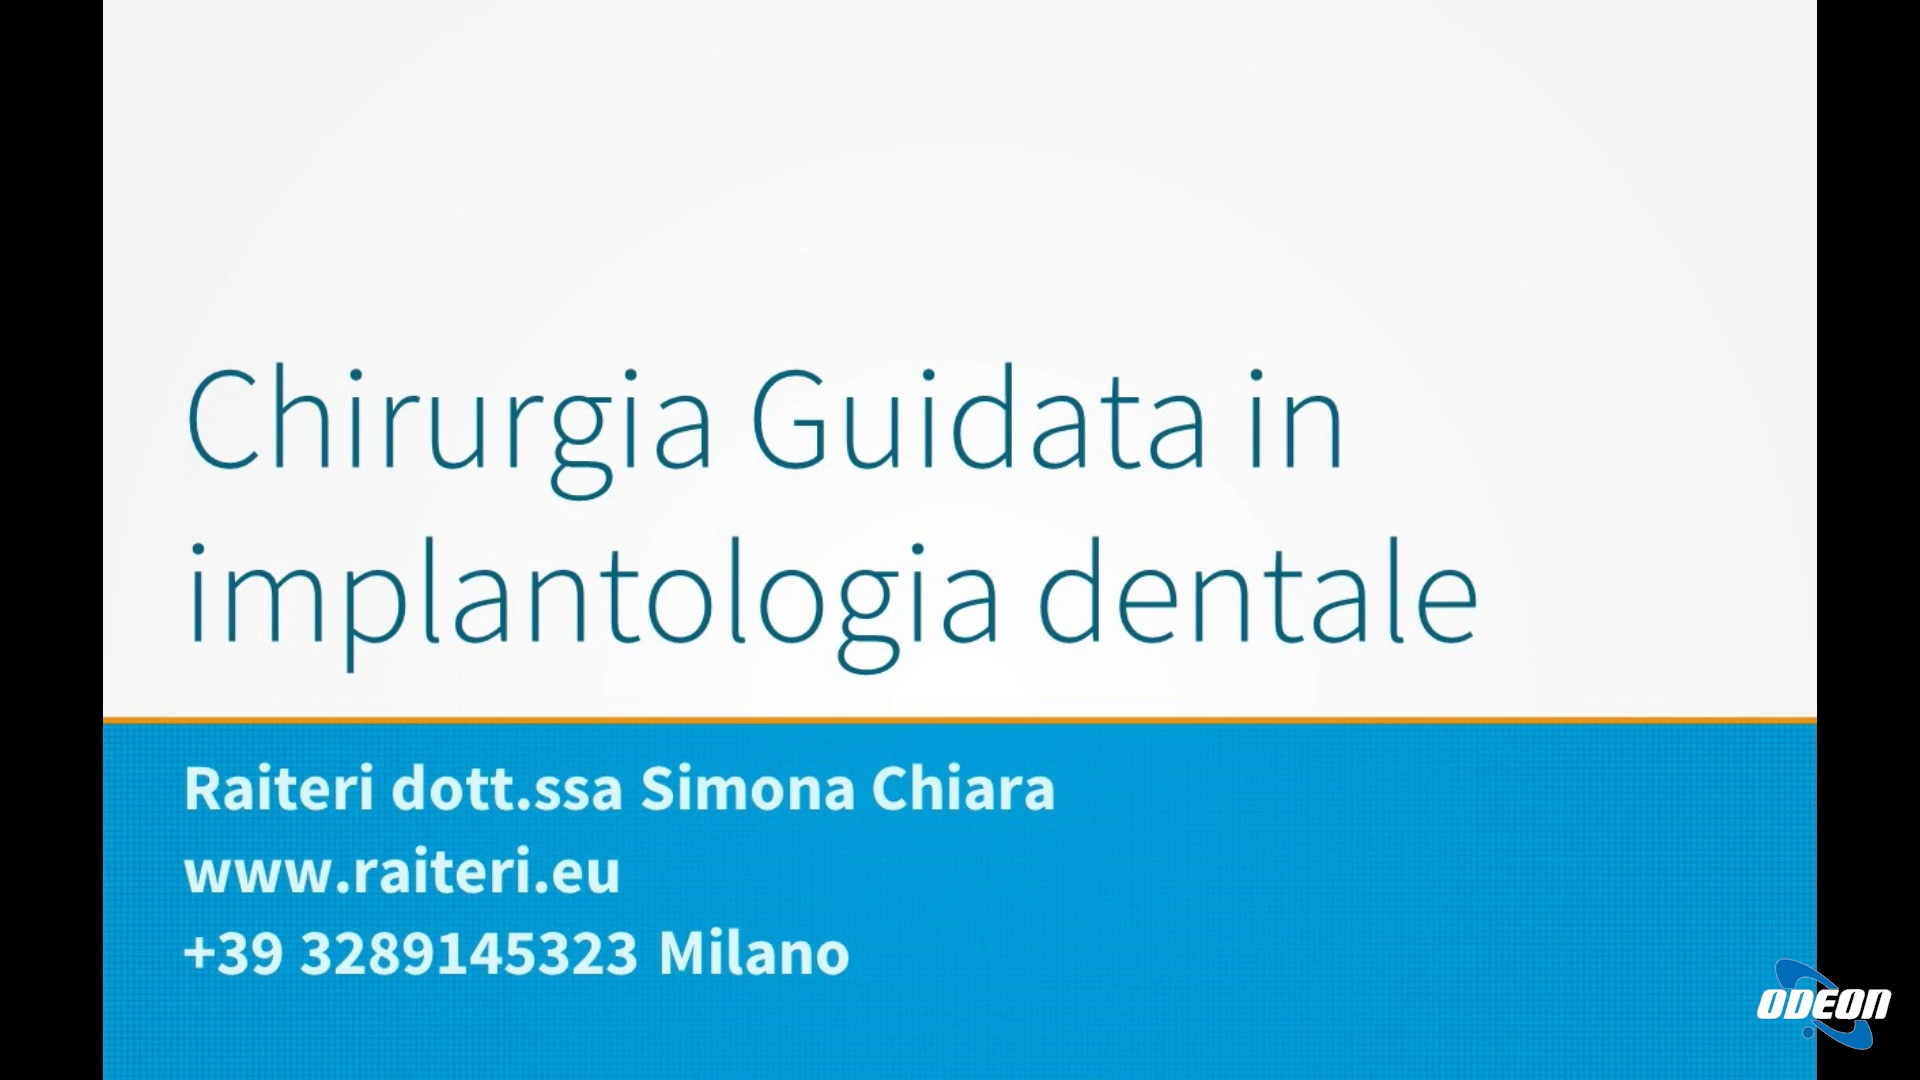 Chirurgia Guidata in
implantologia dentale
Raiteri dott.ssa Simona Chiara
www.raiteri.eu
+39 3289145323 Milano
ODEON